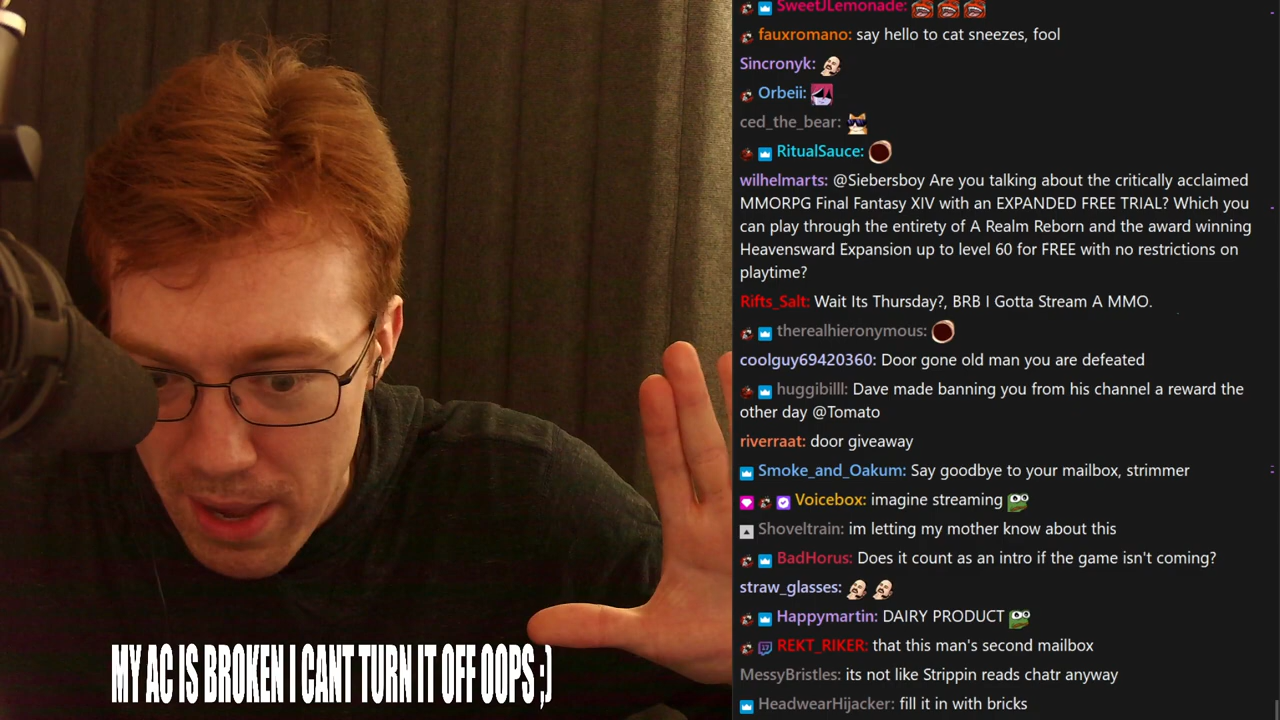 SweetJLemonade:
fauxromano: say hello to cat sneezes, fool
Sincronyk:
Orbeii:
ced_the_bear:
RitualSauce:
wilhelmarts: @Siebersboy Are you talking about the critically acclaimed
MMORPG Final Fantasy XIV with an EXPANDED FREE TRIAL? Which you
can play through the entirety of A Realm Reborn and the award winning
Heavensward Expansion up to level 60 for FREE with no restrictions on
playtime?
Rifts_Salt: Wait Its Thursday?, BRB I Gotta Stream A MMO.
therealhieronymous:
coolguy69420360: Door gone old man you are defeated
huggibilll: Dave made banning you from his channel a reward the
other day @Tomato
riverraat: door giveaway
Smoke_and_Oakum: Say goodbye to your mailbox, strimmer
Voicebox: imagine streaming
Shoveltrain: im letting my mother know about this
BadHorus: Does it count as an intro if the game isn't coming?
straw_glasses:
Happymartin: DAIRY PRODUCT
REKT_RIKER: that this man's second mailbox
MessyBristles: its not like Strippin reads chatr anyway
HeadwearHijacker: fill it in with bricks
MY AC IS BROKEN I CANT TURN IT OFF OOPS ;)